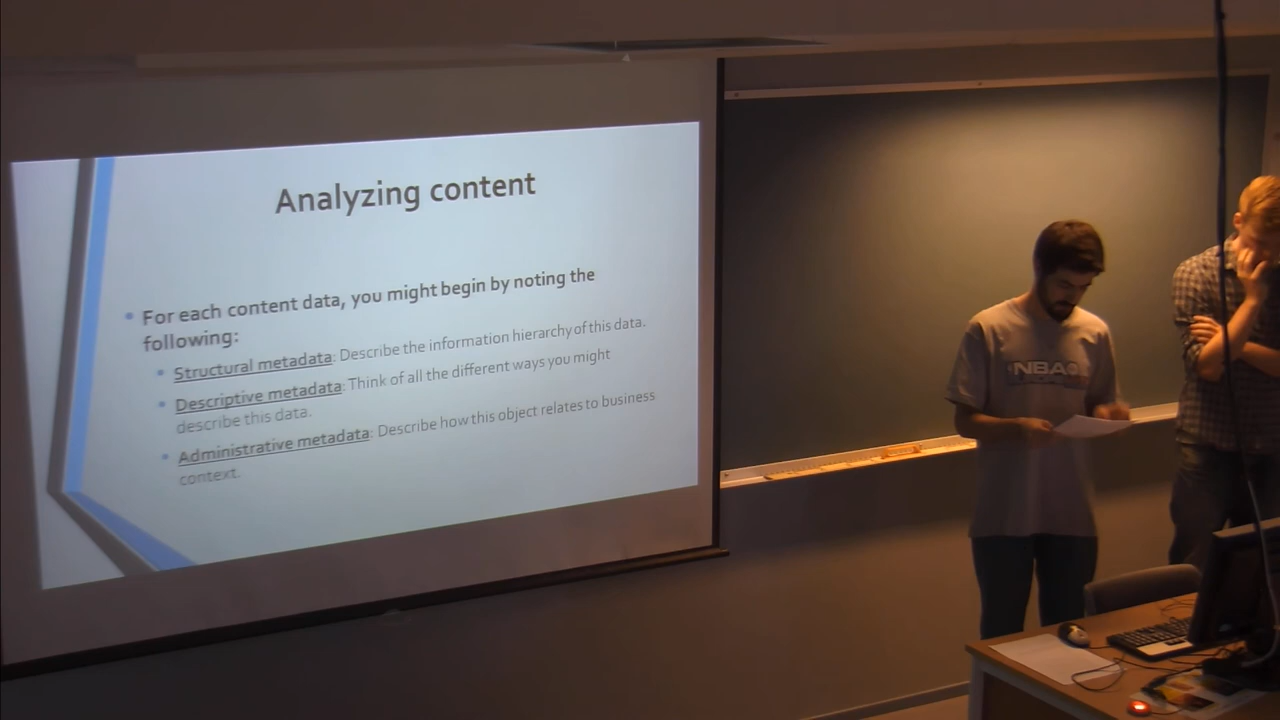 Analyzing content
For each content data, you might begin by noting the
following:
Structural metadata: Describe the information hierarchy of this data.
Descriptive metadata: Think of all the different ways you might
describe this data.
Administrative metadata: Describe how this object relates to business
context.
NBA